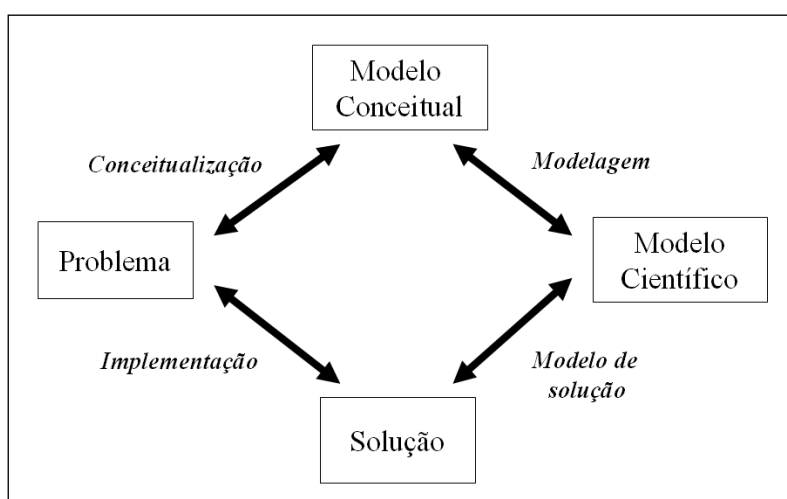 Modelo
Conceitual
Conceitualização
Modelagem
Problema
Modelo
Científico
Implementação
Modelo de
solução
Solução